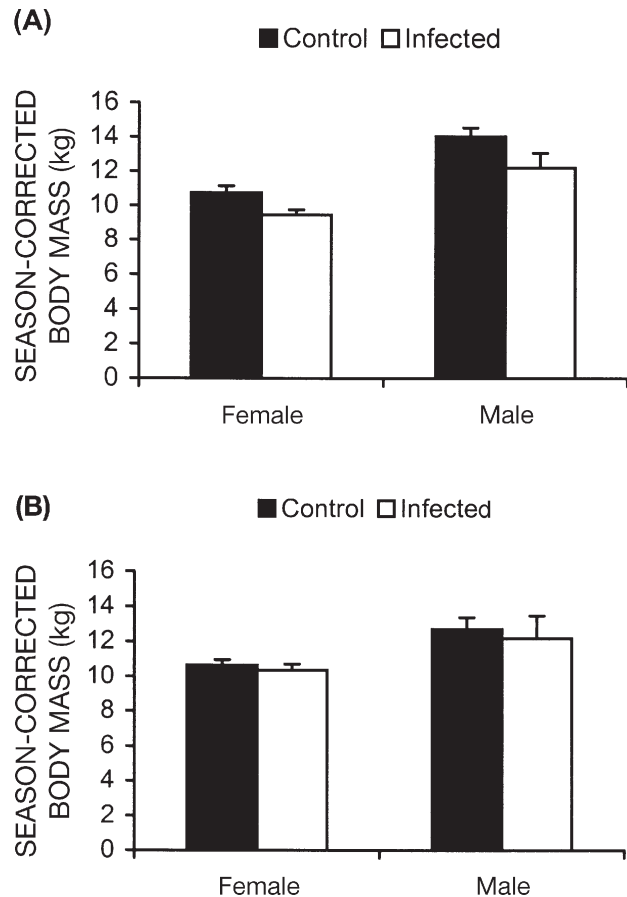 (A)
Control Infected
SEASON-CORRECTED
BODY MASS (kg)
16
14
12
10
8
6
4
2
0
Female Male
(B)
Control Infected
SEASON-CORRECTED
BODY MASS (kg)
16
14
12
10
8
6
4
2
0
Female Male